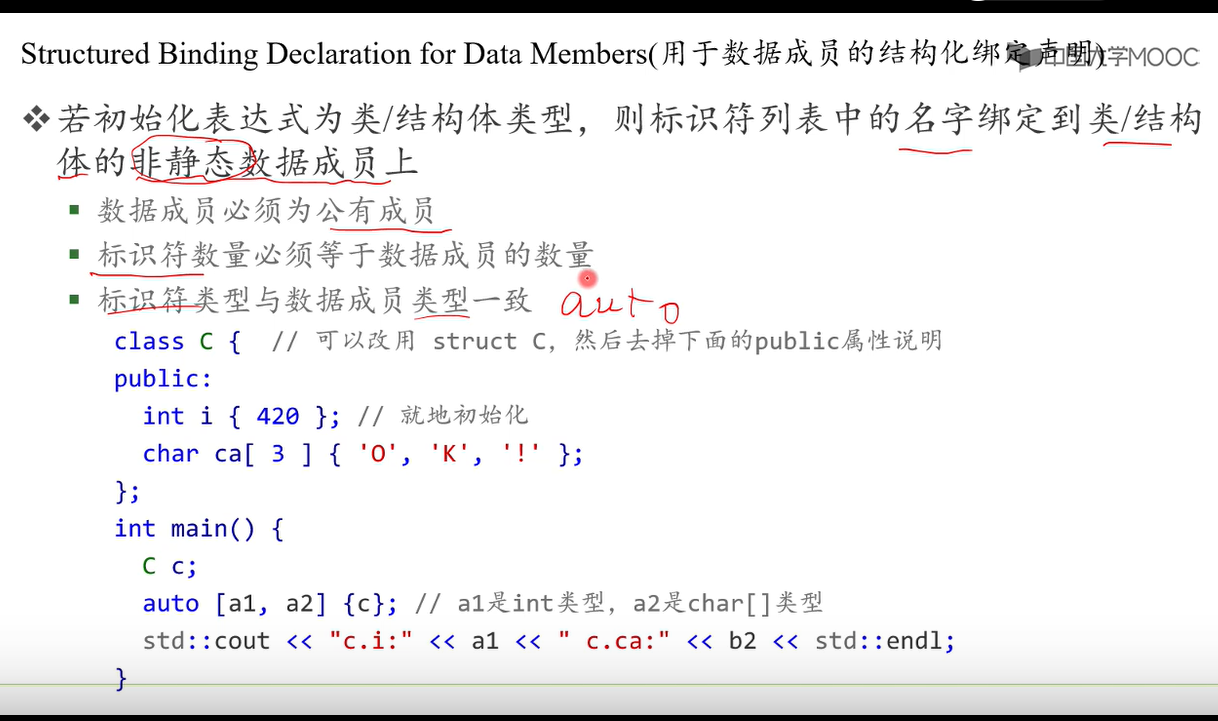 Structured Binding Declaration for Data Members(用于数据成员的结构化绑定声明)
中国大学MOOC
❖若初始化表达式为类/结构体类型，则标识符列表中的名字绑定到类/结构
体的非静态数据成员上
▪ 数据成员必须为公有成员
▪ 标识符数量必须等于数据成员的数量
▪ 标识符类型与数据成员类型一致 auto
class C { // 可以改用 struct C，然后去掉下面的public属性说明
public:
int i { 420 }; // 就地初始化
char ca[ 3 ] { 'O', 'K', '!' };
};
int main() {
C c;
auto [a1, a2] {c}; // a1是int类型，a2是char[]类型
std::cout << "c.i:" << a1 << " c.ca:" << b2 << std::endl;
}